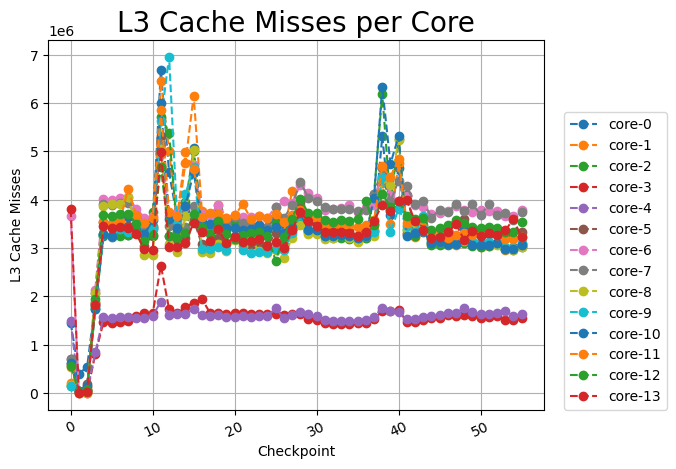 L3 Cache Misses per Core
1e6
7
6
5
4
3
2
1
0
L3 Cache Misses
0
10
20
30
40
50
Checkpoint
core-0
core-1
core-2
core-3
core-4
core-5
core-6
core-7
core-8
core-9
core-10
core-11
core-12
core-13